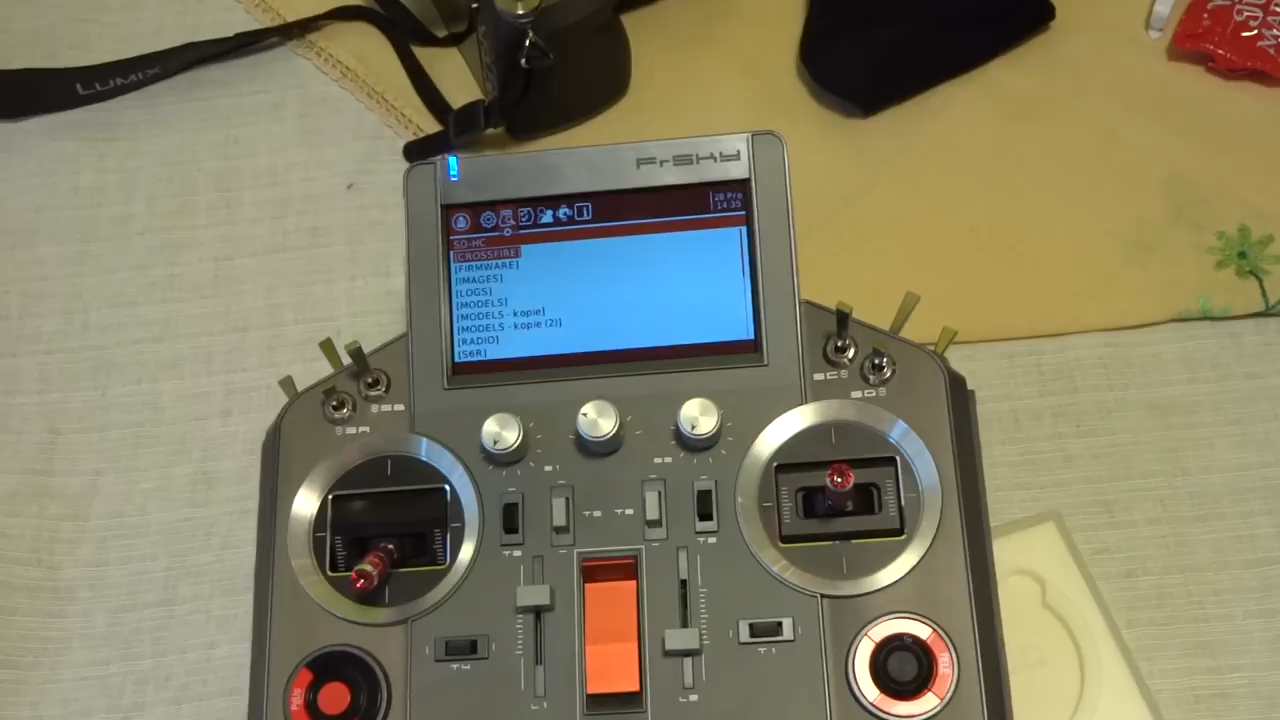 LUMIX
FrSKY
28 Pro
14:35
SD-HC
[CROSSFIRE]
[FIRMWARE]
[IMAGES]
[LOGS]
[MODELS]
[MODELS - kopie]
[MODELS - kopie (2)]
[RADIO]
[S6R]
SC
SD
SB
SA
S1
S2
T5
T6
T3
T2
T4
T1
L1
L2
TELE